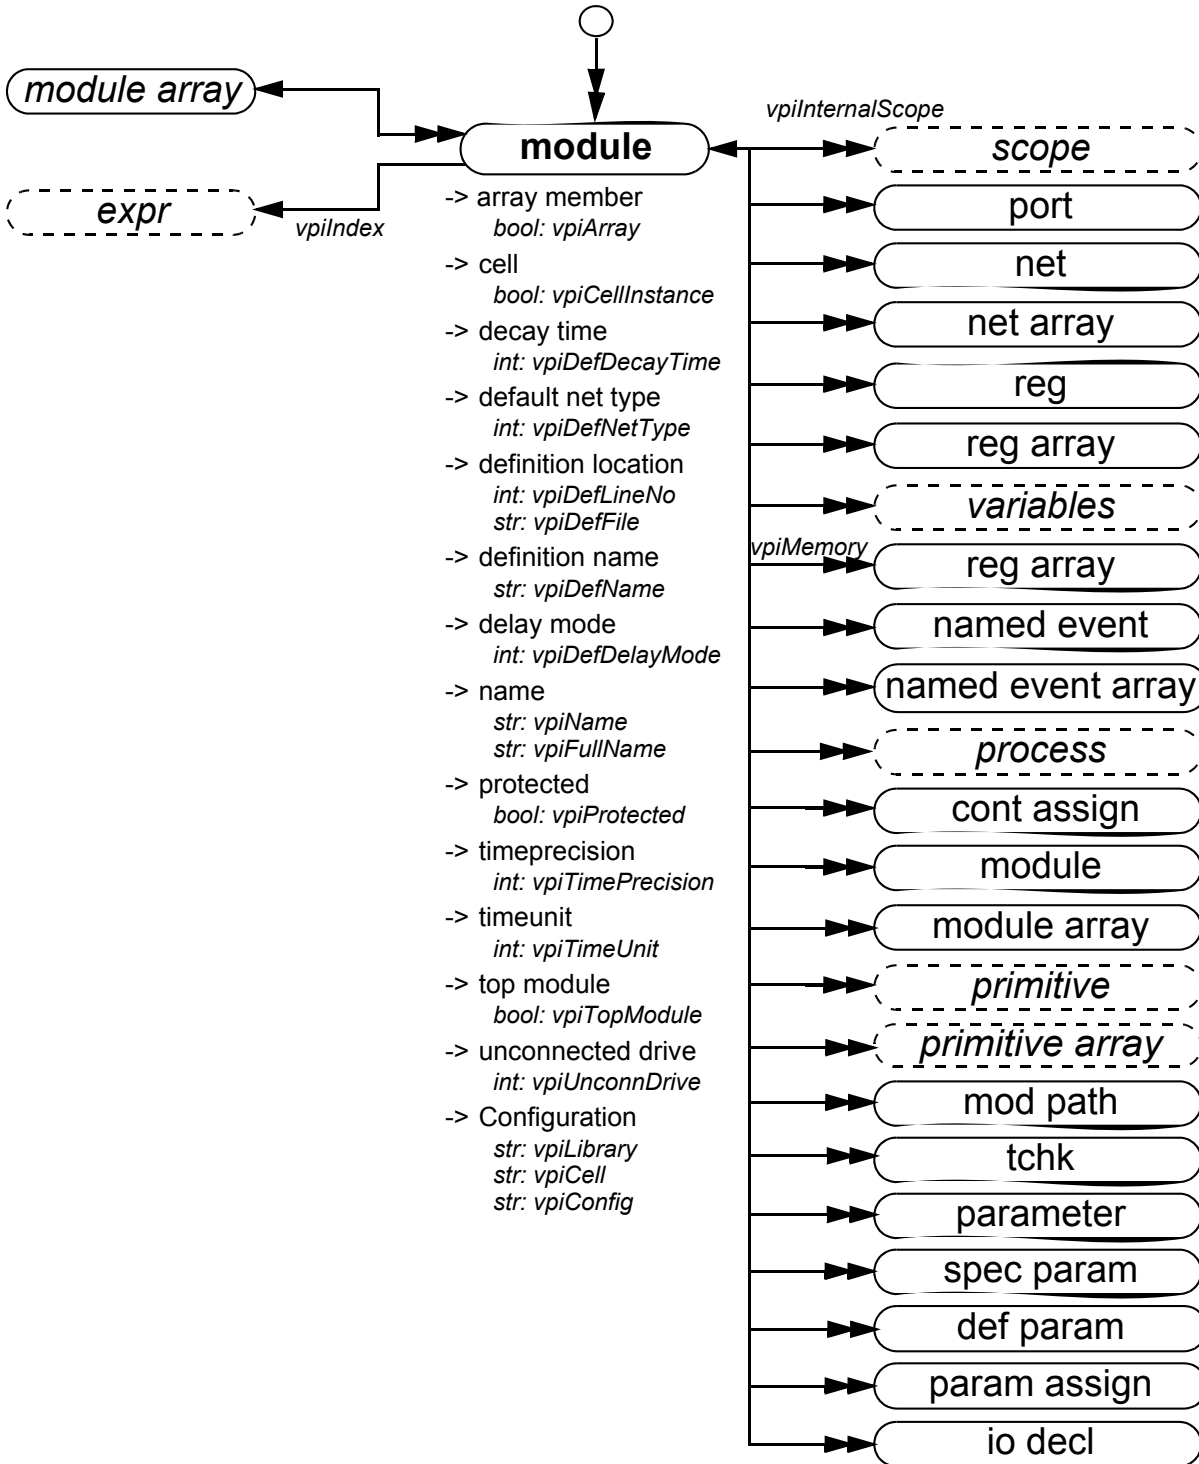 module array
expr
vpiIndex
module
-> array member
bool: vpiArray
-> cell
bool: vpiCellInstance
-> decay time
int: vpiDefDecayTime
-> default net type
int: vpiDefNetType
-> definition location
int: vpiDefLineNo
str: vpiDefFile
-> definition name
str: vpiDefName
-> delay mode
int: vpiDefDelayMode
-> name
str: vpiName
str: vpiFullName
-> protected
bool: vpiProtected
-> timeprecision
int: vpiTimePrecision
-> timeunit
int: vpiTimeUnit
-> top module
bool: vpiTopModule
-> unconnected drive
int: vpiUnconnDrive
-> Configuration
str: vpiLibrary
str: vpiCell
str: vpiConfig
vpiInternalScope
scope
port
net
net array
reg
reg array
variables
vpiMemory
reg array
named event
named event array
process
cont assign
module
module array
primitive
primitive array
mod path
tchk
parameter
spec param
def param
param assign
io decl